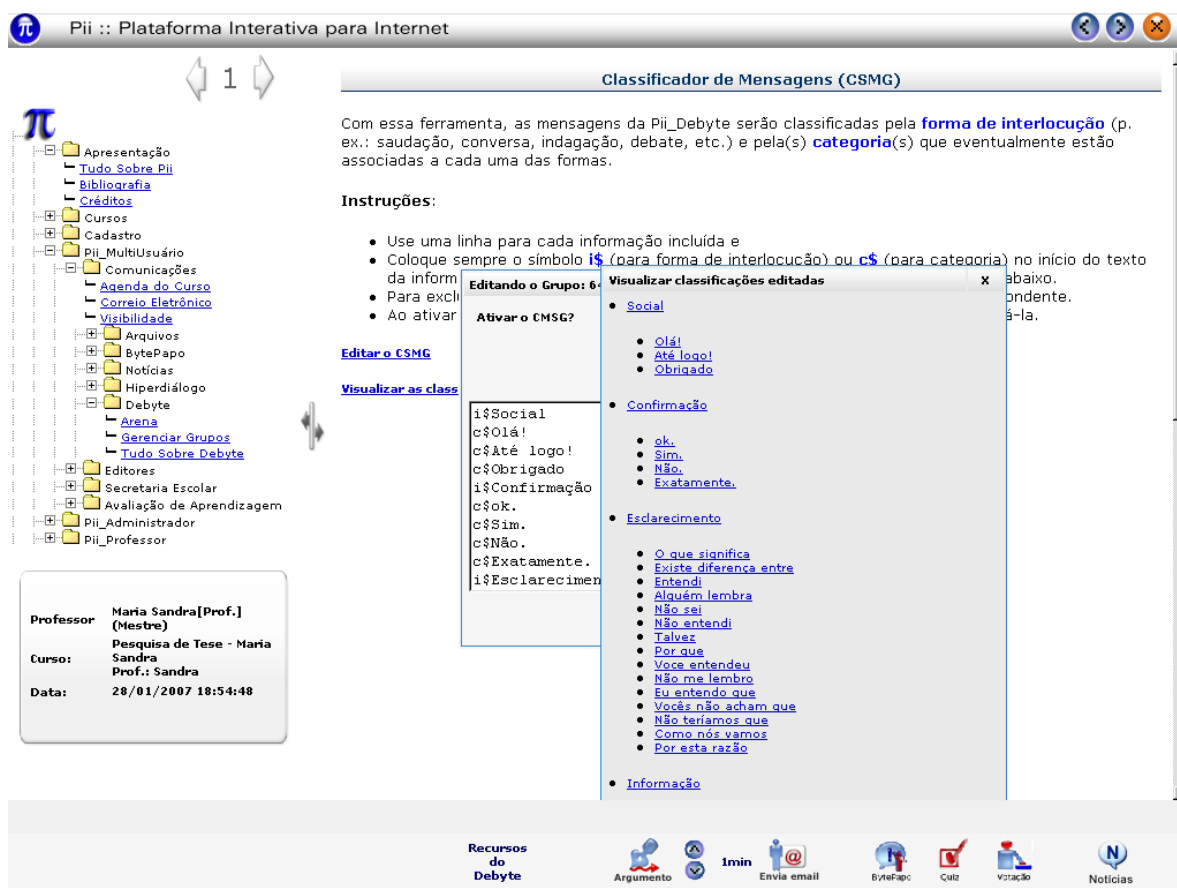 Pii :: Plataforma Interativa para Internet
1
π
Apresentação
Tudo Sobre Pii
Bibliografia
Créditos
Cursos
Cadastro
Pii_MultiUsuário
Comunicações
Agenda do Curso
Correio Eletrônico
Visibilidade
Arquivos
BytePapo
Notícias
Hiperdiálogo
Debyte
Arena
Gerenciar Grupos
Tudo Sobre Debyte
Editores
Secretaria Escolar
Avaliação de Aprendizagem
Pii_Administrador
Pii_Professor
Professor Maria Sandra[Prof.]
(Mestre)
Curso: Pesquisa de Tese - Maria
Sandra
Prof.: Sandra
Data: 28/01/2007 18:54:48
Classificador de Mensagens (CSMG)
Com essa ferramenta, as mensagens da Pii_Debyte serão classificadas pela forma de interlocução (p.
ex.: saudação, conversa, indagação, debate, etc.) e pela(s) categoria(s) que eventualmente estão
associadas a cada uma das formas.
Instruções:
Use uma linha para cada informação incluída e
Coloque sempre o símbolo i$ (para forma de interlocução) ou c$ (para categoria) no início do texto
da inform abaixo.
Para exclu ondente.
Ao ativar á-la.
Editar o CSMG
Visualizar as class
Editando o Grupo: 64
Ativar o CMSG?
i$Social
c$Olá!
c$Até logo!
c$Obrigado
i$Confirmação
c$ok.
c$Sim.
c$Não.
c$Exatamente.
i$Esclarecimen
Visualizar classificações editadas x
Social
Olá!
Até logo!
Obrigado
Confirmação
ok.
Sim.
Não.
Exatamente.
Esclarecimento
O que significa
Existe diferença entre
Entendi
Alguém lembra
Não sei
Não entendi
Talvez
Por que
Voce entendeu
Não me lembro
Eu entendo que
Vocês não acham que
Não teríamos que
Como nós vamos
Por esta razão
Informação
Recursos
do
Debyte
Argumento
1min
Envia email
BytePapo
Quiz
Votação
Notícias